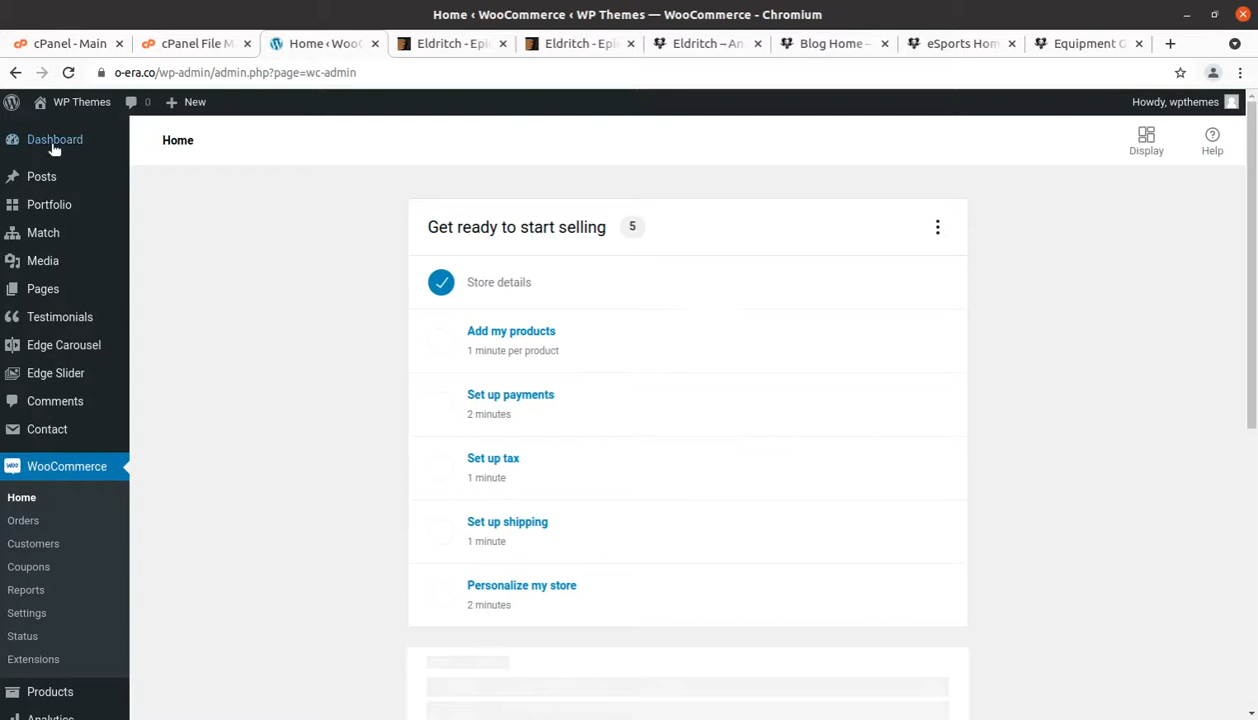 Home ‹ WooCommerce ‹ WP Themes — WooCommerce - Chromium
cPanel - Main
cPanel File M
Home ‹ WooC
Eldritch - Epic
Eldritch - Epic
Eldritch – An
Blog Home –
eSports Hom
Equipment G
o-era.co/wp-admin/admin.php?page=wc-admin
WP Themes
0
New
Howdy, wpthemes
Dashboard
Posts
Portfolio
Match
Media
Pages
Testimonials
Edge Carousel
Edge Slider
Comments
Contact
WooCommerce
Home
Orders
Customers
Coupons
Reports
Settings
Status
Extensions
Products
Analytics
Home
Display
Help
Get ready to start selling 5
Store details
Add my products
1 minute per product
Set up payments
2 minutes
Set up tax
1 minute
Set up shipping
1 minute
Personalize my store
2 minutes